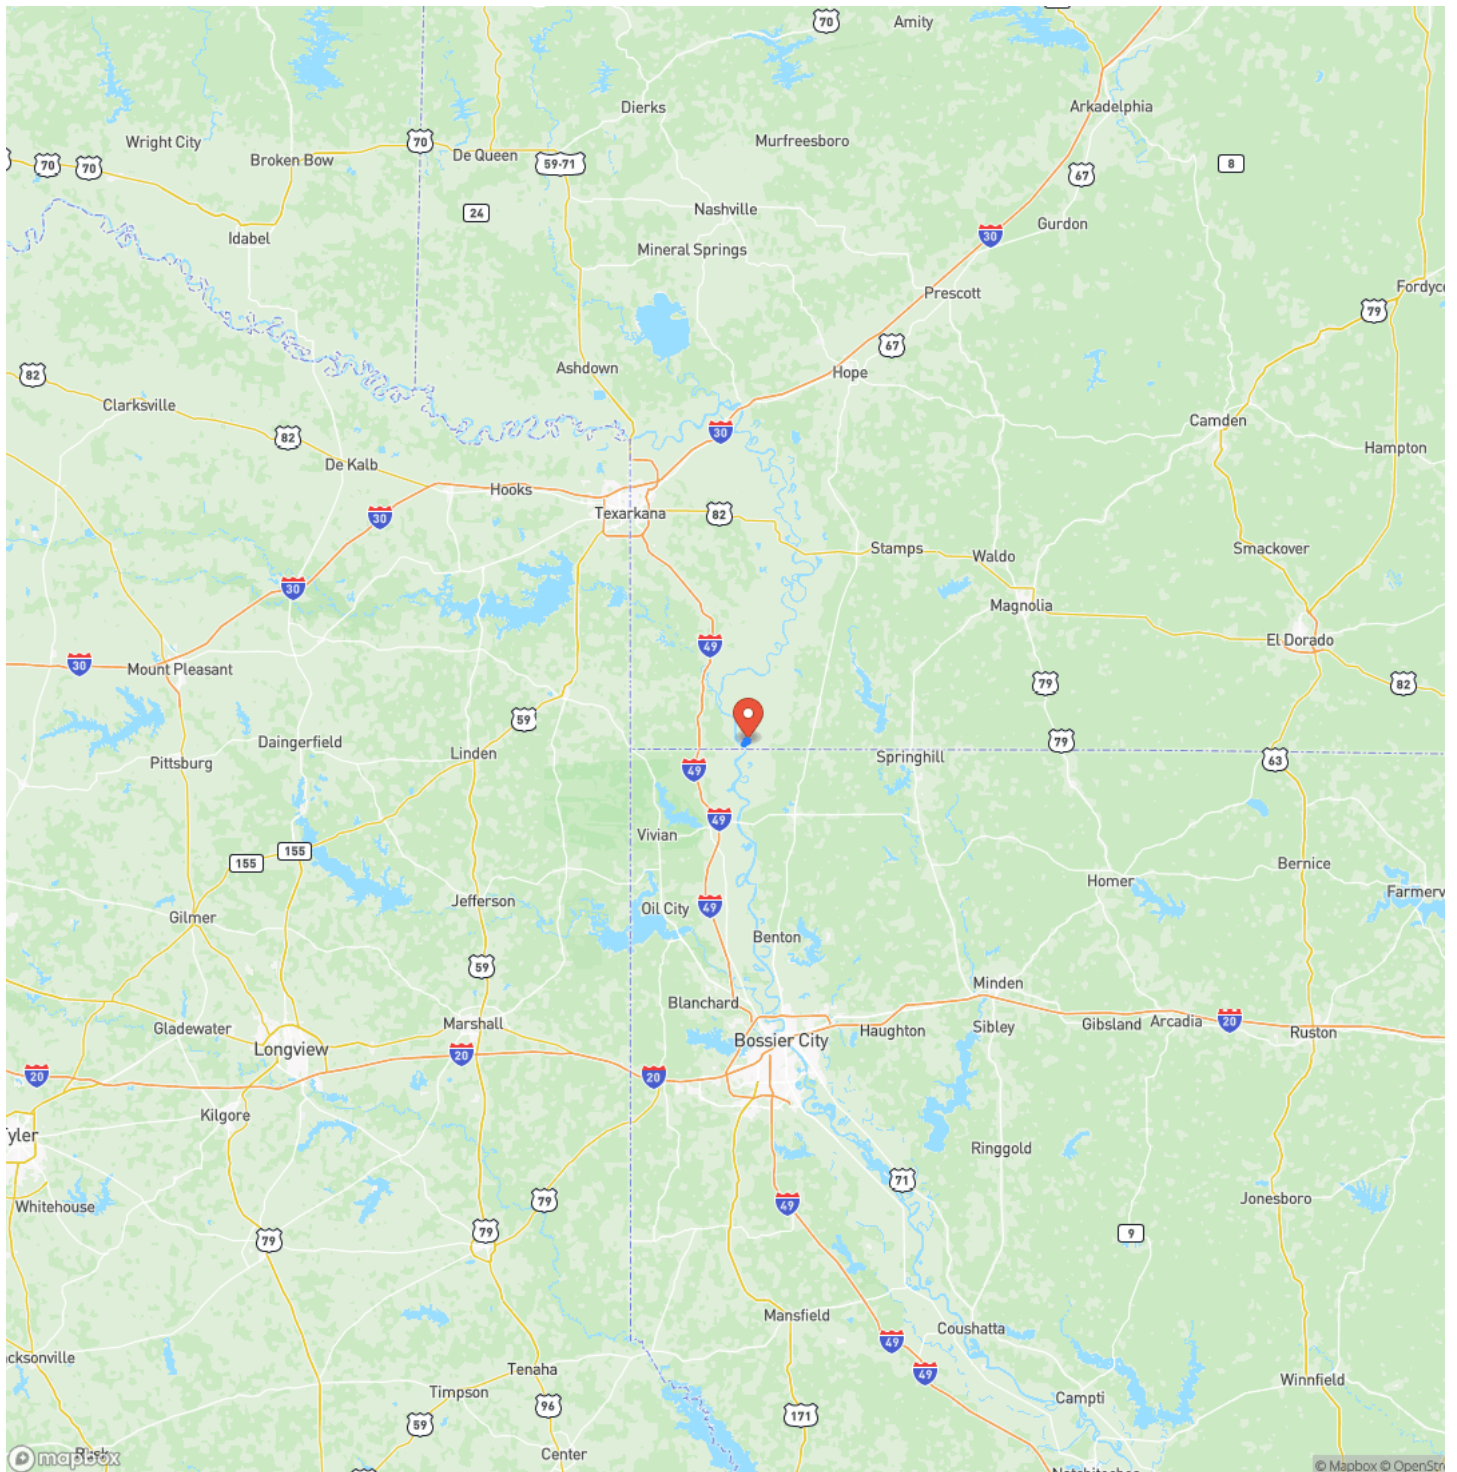 70
Amity
Dierks
Arkadelphia
Wright City
70
Murfreesboro
Broken Bow
De Queen
59-71
8
70
70
67
24
Nashville
Gurdon
Idabel
30
Mineral Springs
Prescott
Fordyce
79
67
Ashdown
Hope
82
Clarksville
Camden
30
82
Hampton
De Kalb
Hooks
Texarkana
82
30
Stamps
Waldo
Smackover
30
Magnolia
El Dorado
49
30
Mount Pleasant
79
82
59
Daingerfield
79
Linden
Springhill
Pittsburg
63
49
49
Vivian
155
155
Bernice
Homer
Farmerv
Jefferson
49
Oil City
Gilmer
Benton
59
Minden
Blanchard
Gladewater
Marshall
Sibley
Gibsland
Arcadia
20
Haughton
Ruston
Bossier City
Longview
20
20
20
Kilgore
Tyler
Ringgold
71
79
Jonesboro
49
Whitehouse
79
79
9
Mansfield
Coushatta
49
Jacksonville
Tenaha
49
Winnfield
Timpson
Campti
96
171
59
Center
Rusk
mapbox
© Mapbox © OpenStr